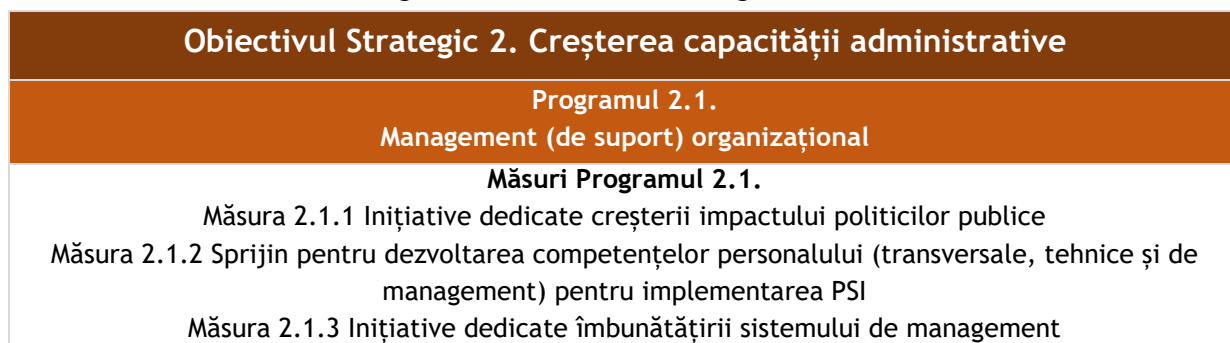 Obiectivul Strategic 2. Creșterea capacității administrative
Programul 2.1.
Management (de suport) organizațional
Măsuri Programul 2.1.
Măsura 2.1.1 Inițiative dedicate creșterii impactului politicilor publice
Măsura 2.1.2 Sprijin pentru dezvoltarea competențelor personalului (transversale, tehnice și de
management) pentru implementarea PSI
Măsura 2.1.3 Inițiative dedicate îmbunătățirii sistemului de management